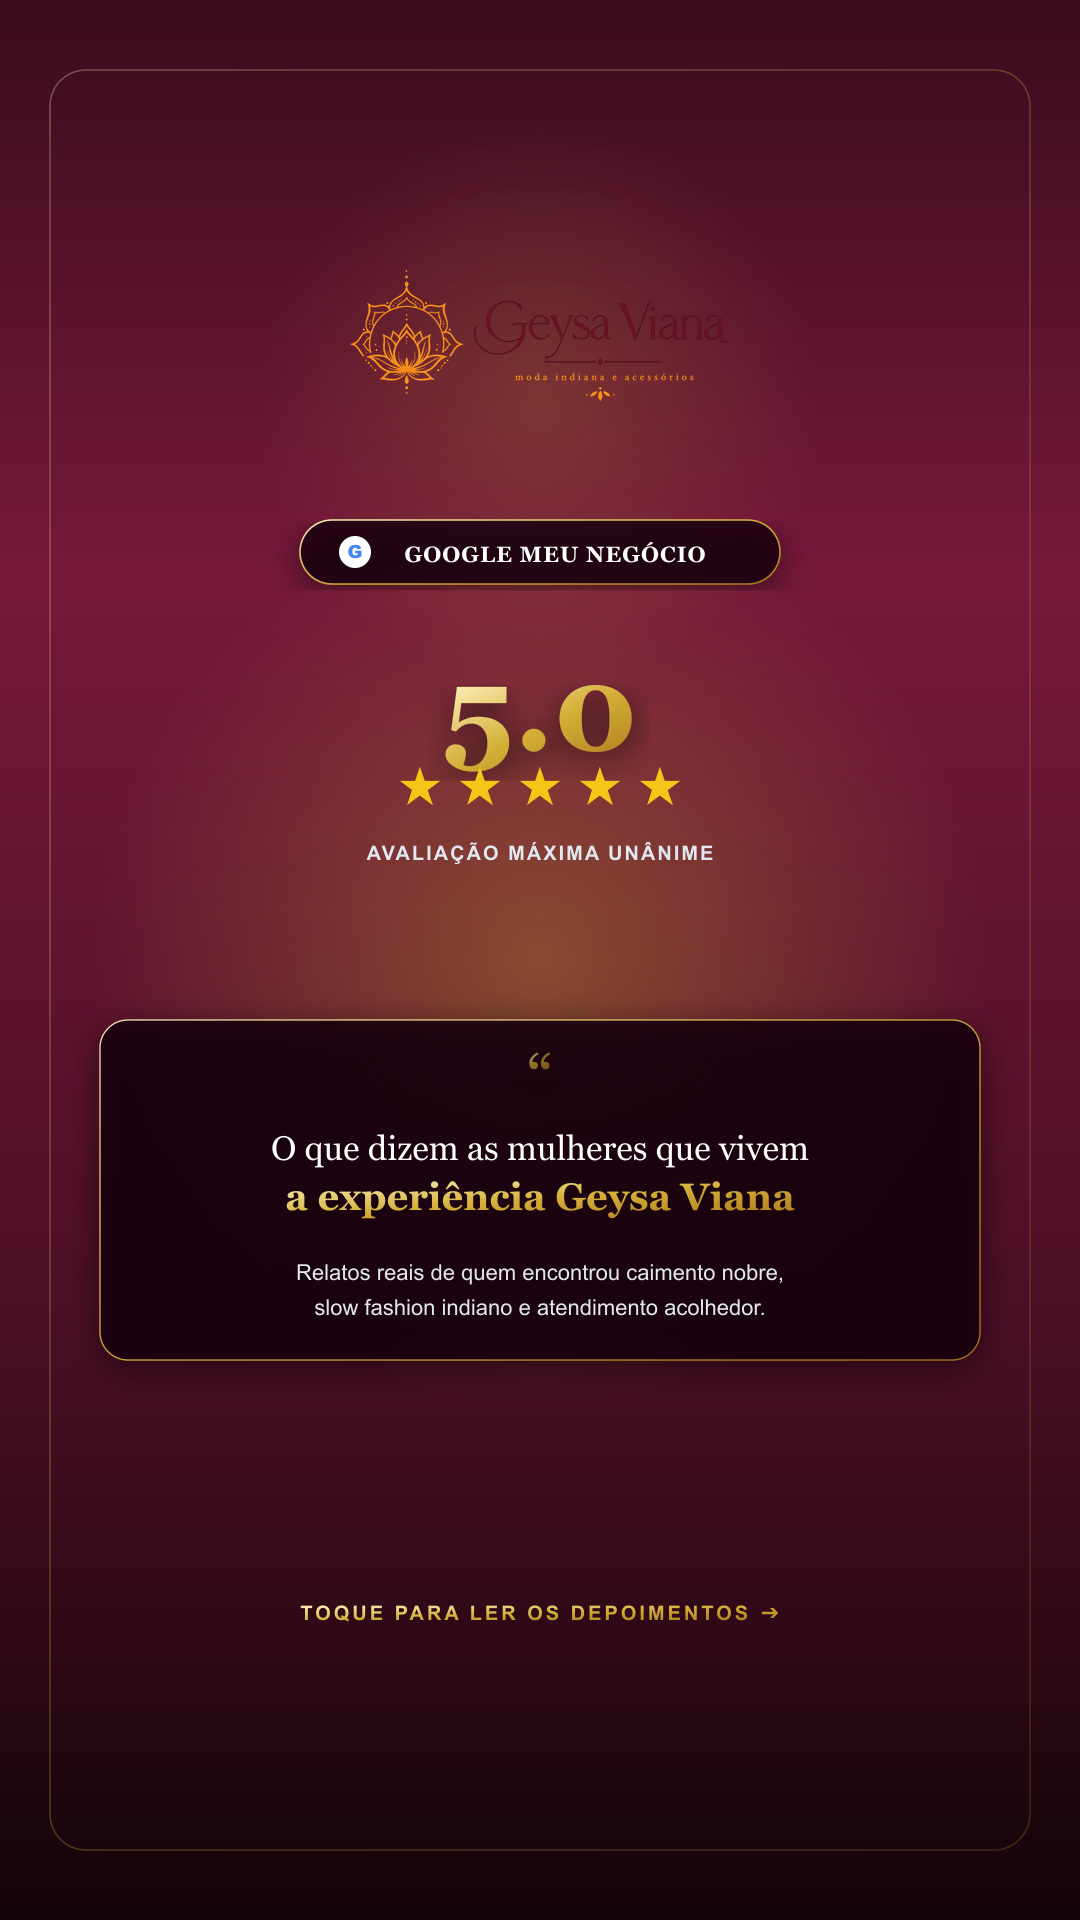 Geysa Viana
moda indiana e acessórios
G GOOGLE MEU NEGÓCIO
5.0
★ ★ ★ ★ ★
AVALIAÇÃO MÁXIMA UNÂNIME
“
O que dizem as mulheres que vivem
a experiência Geysa Viana
Relatos reais de quem encontrou caimento nobre,
slow fashion indiano e atendimento acolhedor.
TOQUE PARA LER OS DEPOIMENTOS ➔